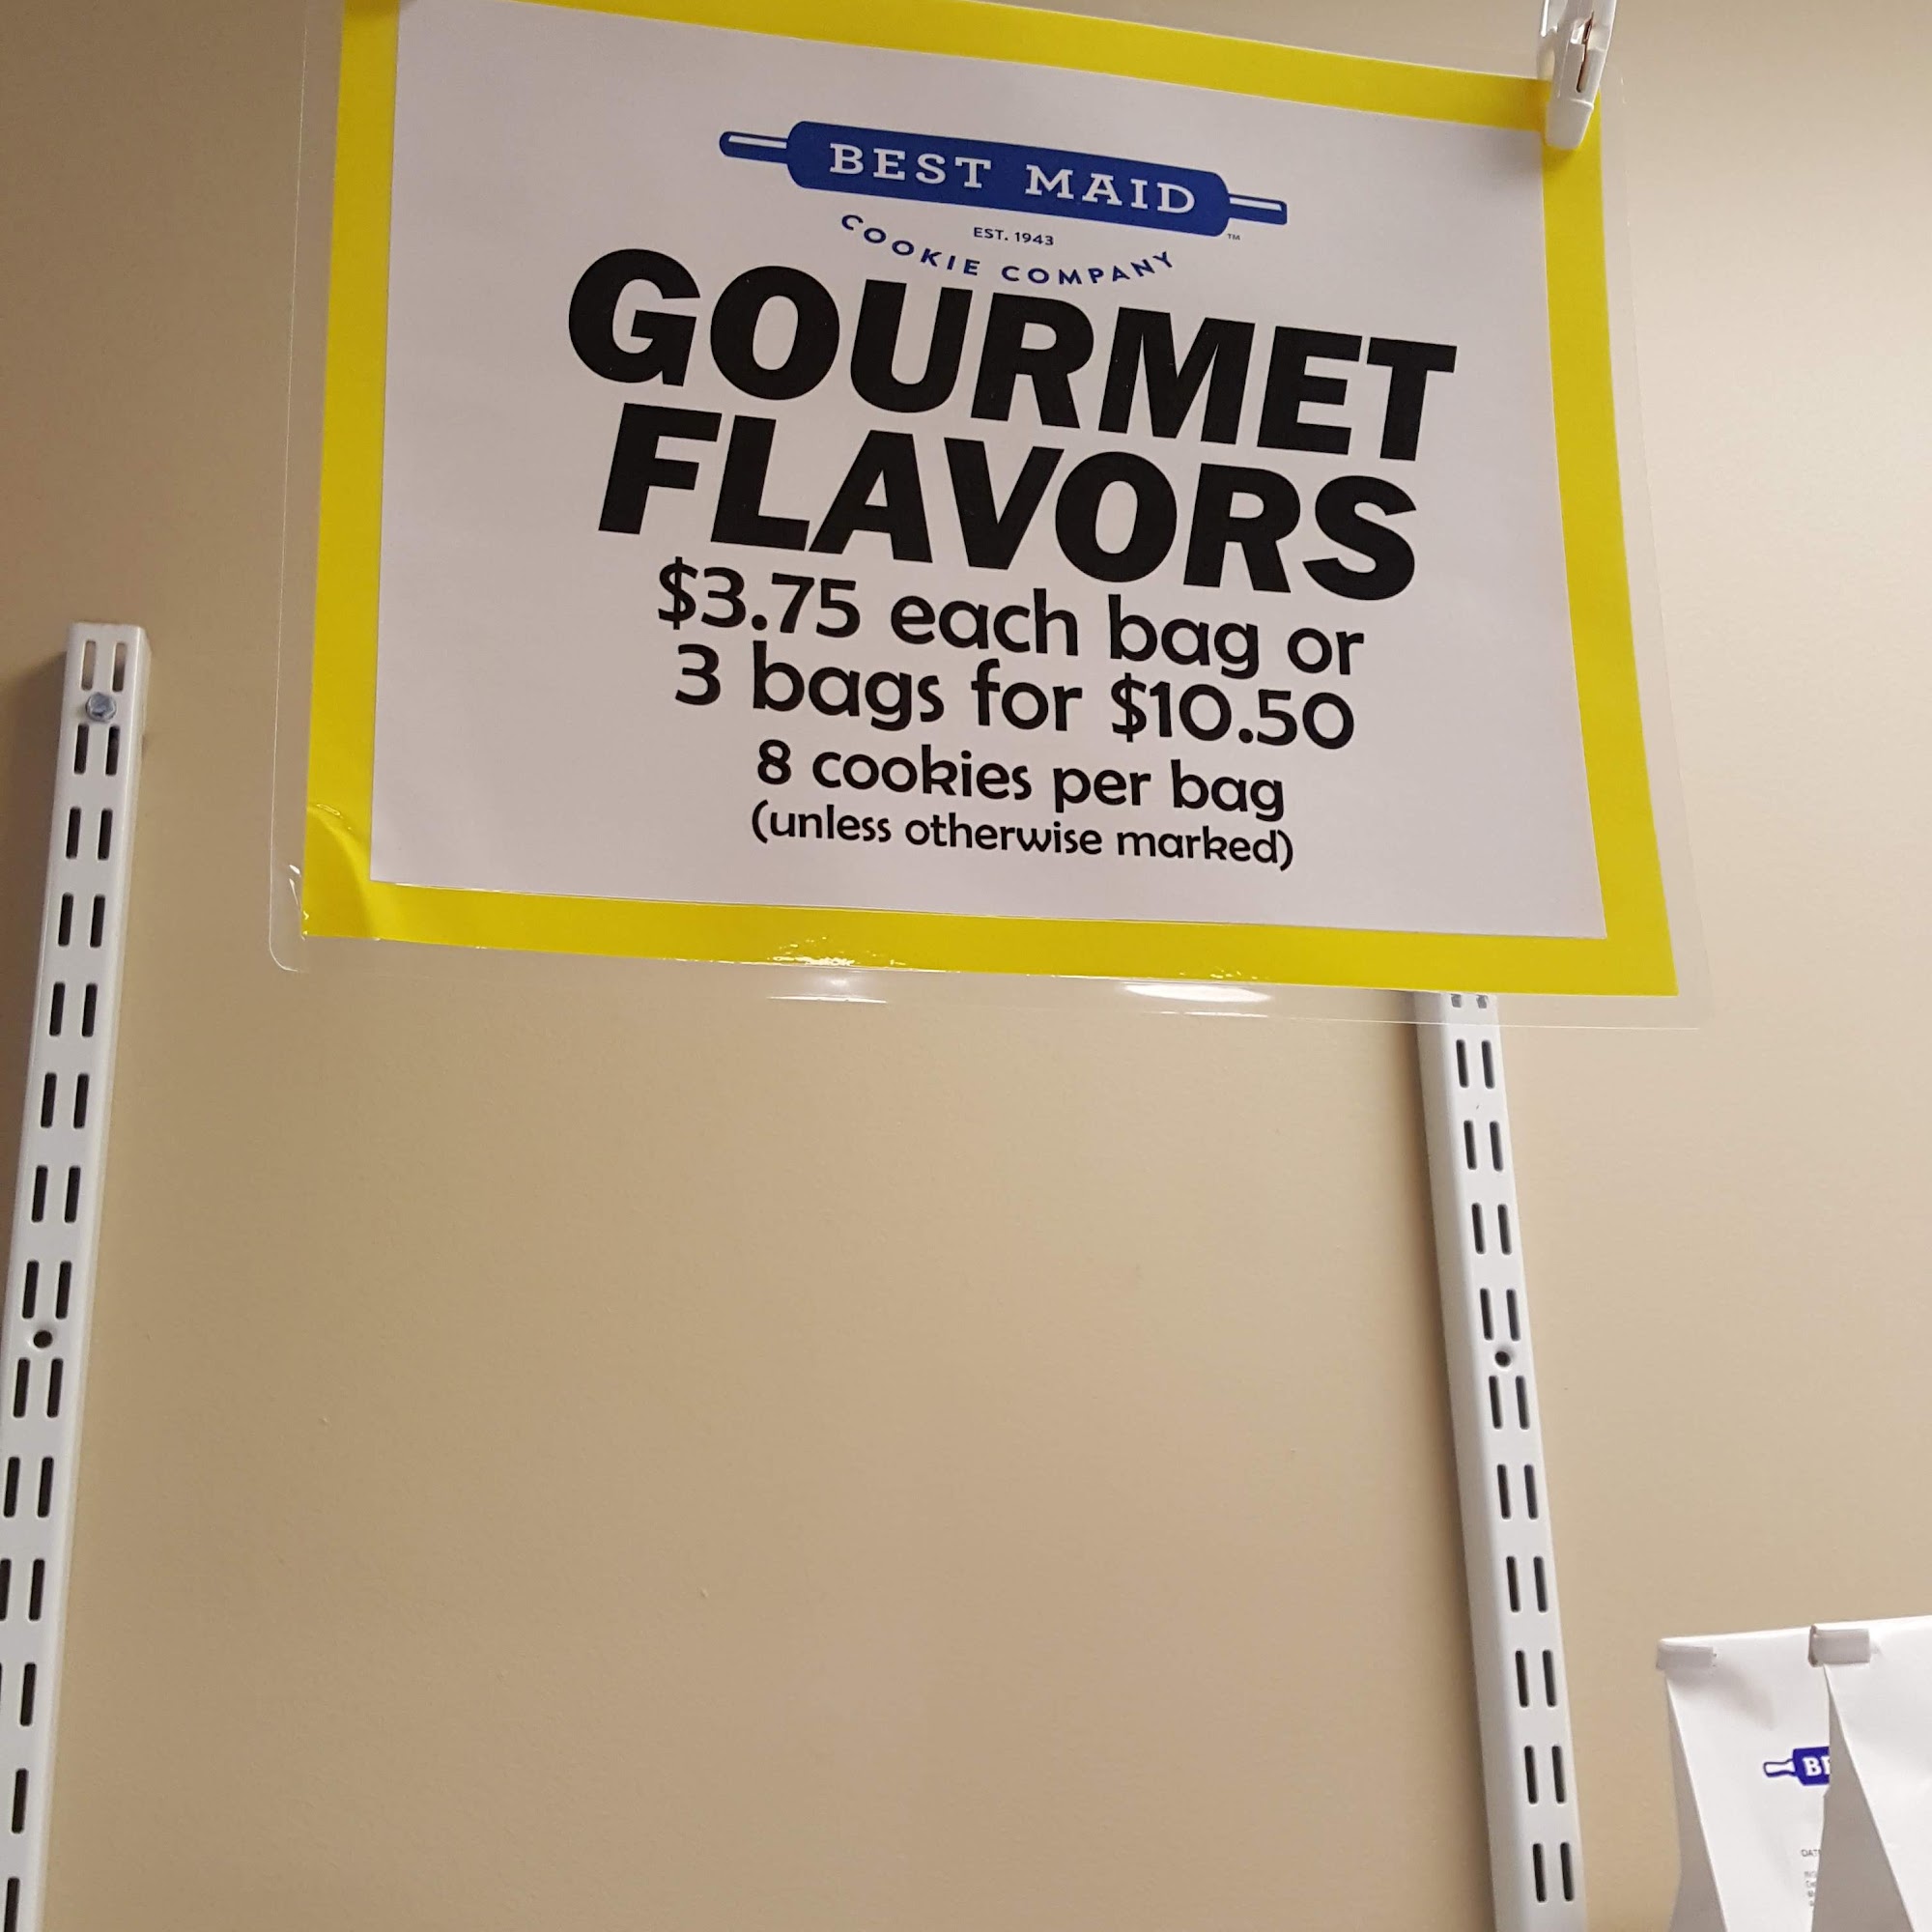 BEST MAID
EST. 1943
COOKIE COMPANY
GOURMET
FLAVORS
$3.75 each bag or
3 bags for $10.50
8 cookies per bag
(unless otherwise marked)